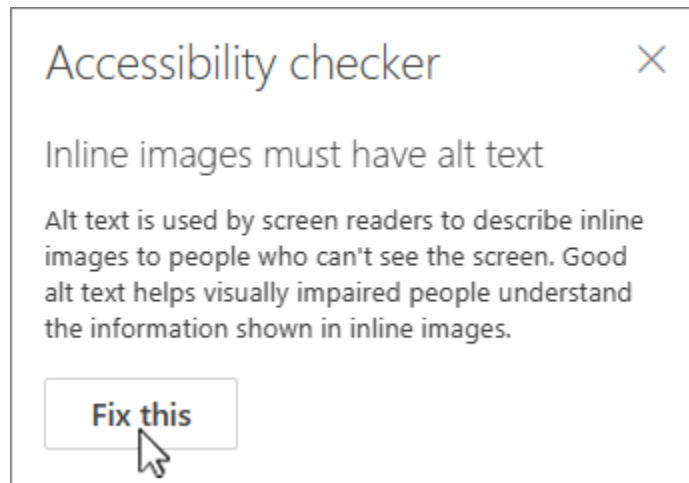 Accessibility checker
Inline images must have alt text
Alt text is used by screen readers to describe inline
images to people who can't see the screen. Good
alt text helps visually impaired people understand
the information shown in inline images.
Fix this